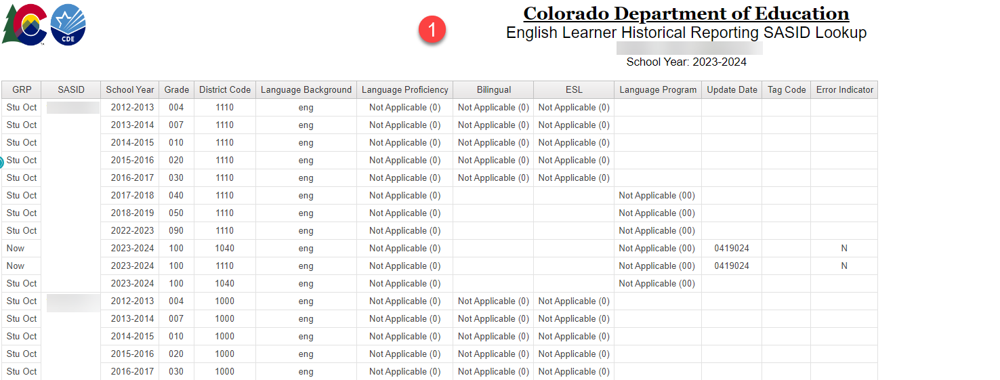 CDE
1
Colorado Department of Education
English Learner Historical Reporting SASID Lookup
School Year: 2023-2024
GRP SASID School Year Grade District Code Language Background Language Proficiency Bilingual ESL Language Program Update Date Tag Code Error Indicator
Stu Oct 2012-2013 004 1110 eng Not Applicable (0) Not Applicable (0) Not Applicable (0)
Stu Oct 2013-2014 007 1110 eng Not Applicable (0) Not Applicable (0) Not Applicable (0)
Stu Oct 2014-2015 010 1110 eng Not Applicable (0) Not Applicable (0) Not Applicable (0)
Stu Oct 2015-2016 020 1110 eng Not Applicable (0) Not Applicable (0) Not Applicable (0)
Stu Oct 2016-2017 030 1110 eng Not Applicable (0) Not Applicable (0) Not Applicable (0)
Stu Oct 2017-2018 040 1110 eng Not Applicable (0) Not Applicable (00)
Stu Oct 2018-2019 050 1110 eng Not Applicable (0) Not Applicable (00)
Stu Oct 2022-2023 090 1110 eng Not Applicable (0) Not Applicable (00)
Now 2023-2024 100 1040 eng Not Applicable (0) Not Applicable (00) 0419024 N
Now 2023-2024 100 1110 eng Not Applicable (0) Not Applicable (00) 0419024 N
Stu Oct 2023-2024 100 1040 eng Not Applicable (0) Not Applicable (00)
Stu Oct 2012-2013 004 1000 eng Not Applicable (0) Not Applicable (0) Not Applicable (0)
Stu Oct 2013-2014 007 1000 eng Not Applicable (0) Not Applicable (0) Not Applicable (0)
Stu Oct 2014-2015 010 1000 eng Not Applicable (0) Not Applicable (0) Not Applicable (0)
Stu Oct 2015-2016 020 1000 eng Not Applicable (0) Not Applicable (0) Not Applicable (0)
Stu Oct 2016-2017 030 1000 eng Not Applicable (0) Not Applicable (0) Not Applicable (0)